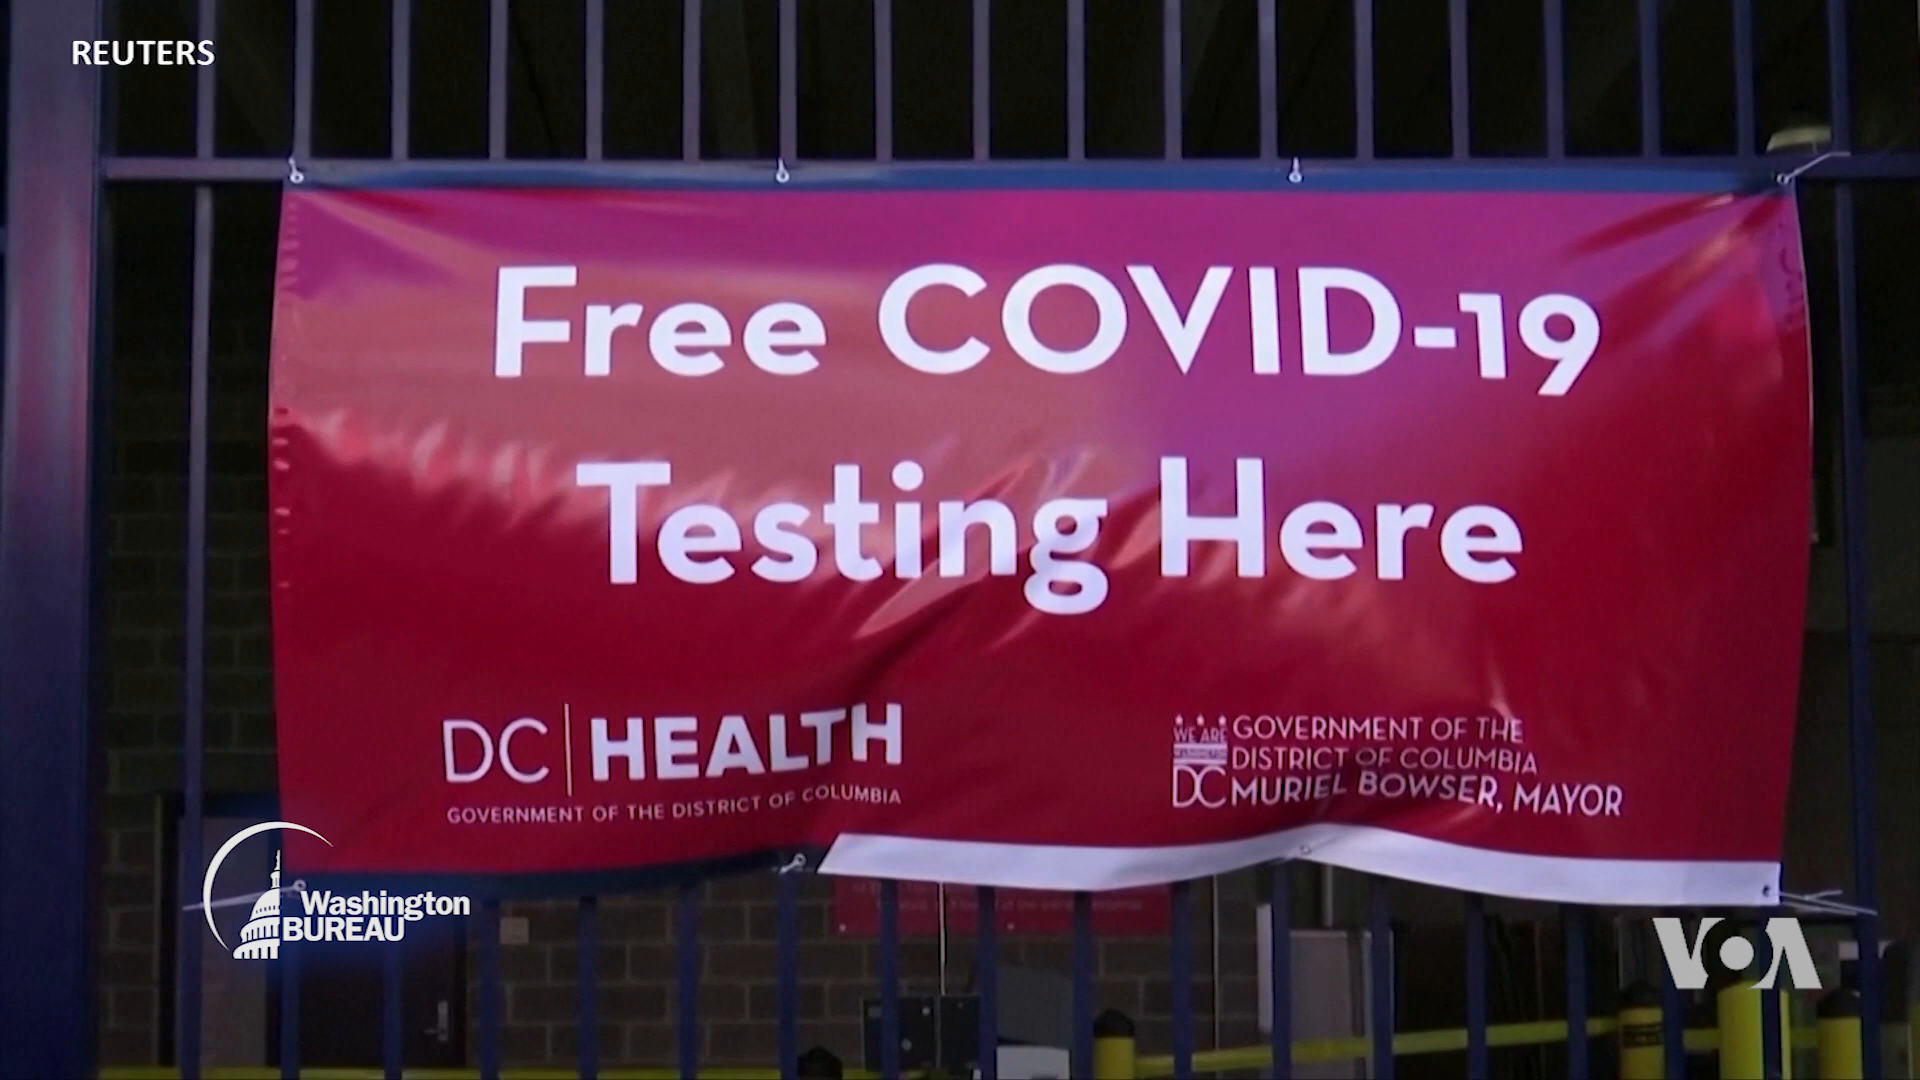 REUTERS
Free COVID-19
Testing Here
DC HEALTH
GOVERNMENT OF THE DISTRICT OF COLUMBIA
WE ARE
WASHINGTON
DC
GOVERNMENT OF THE
DISTRICT OF COLUMBIA
MURIEL BOWSER, MAYOR
Washington
BUREAU
VOA